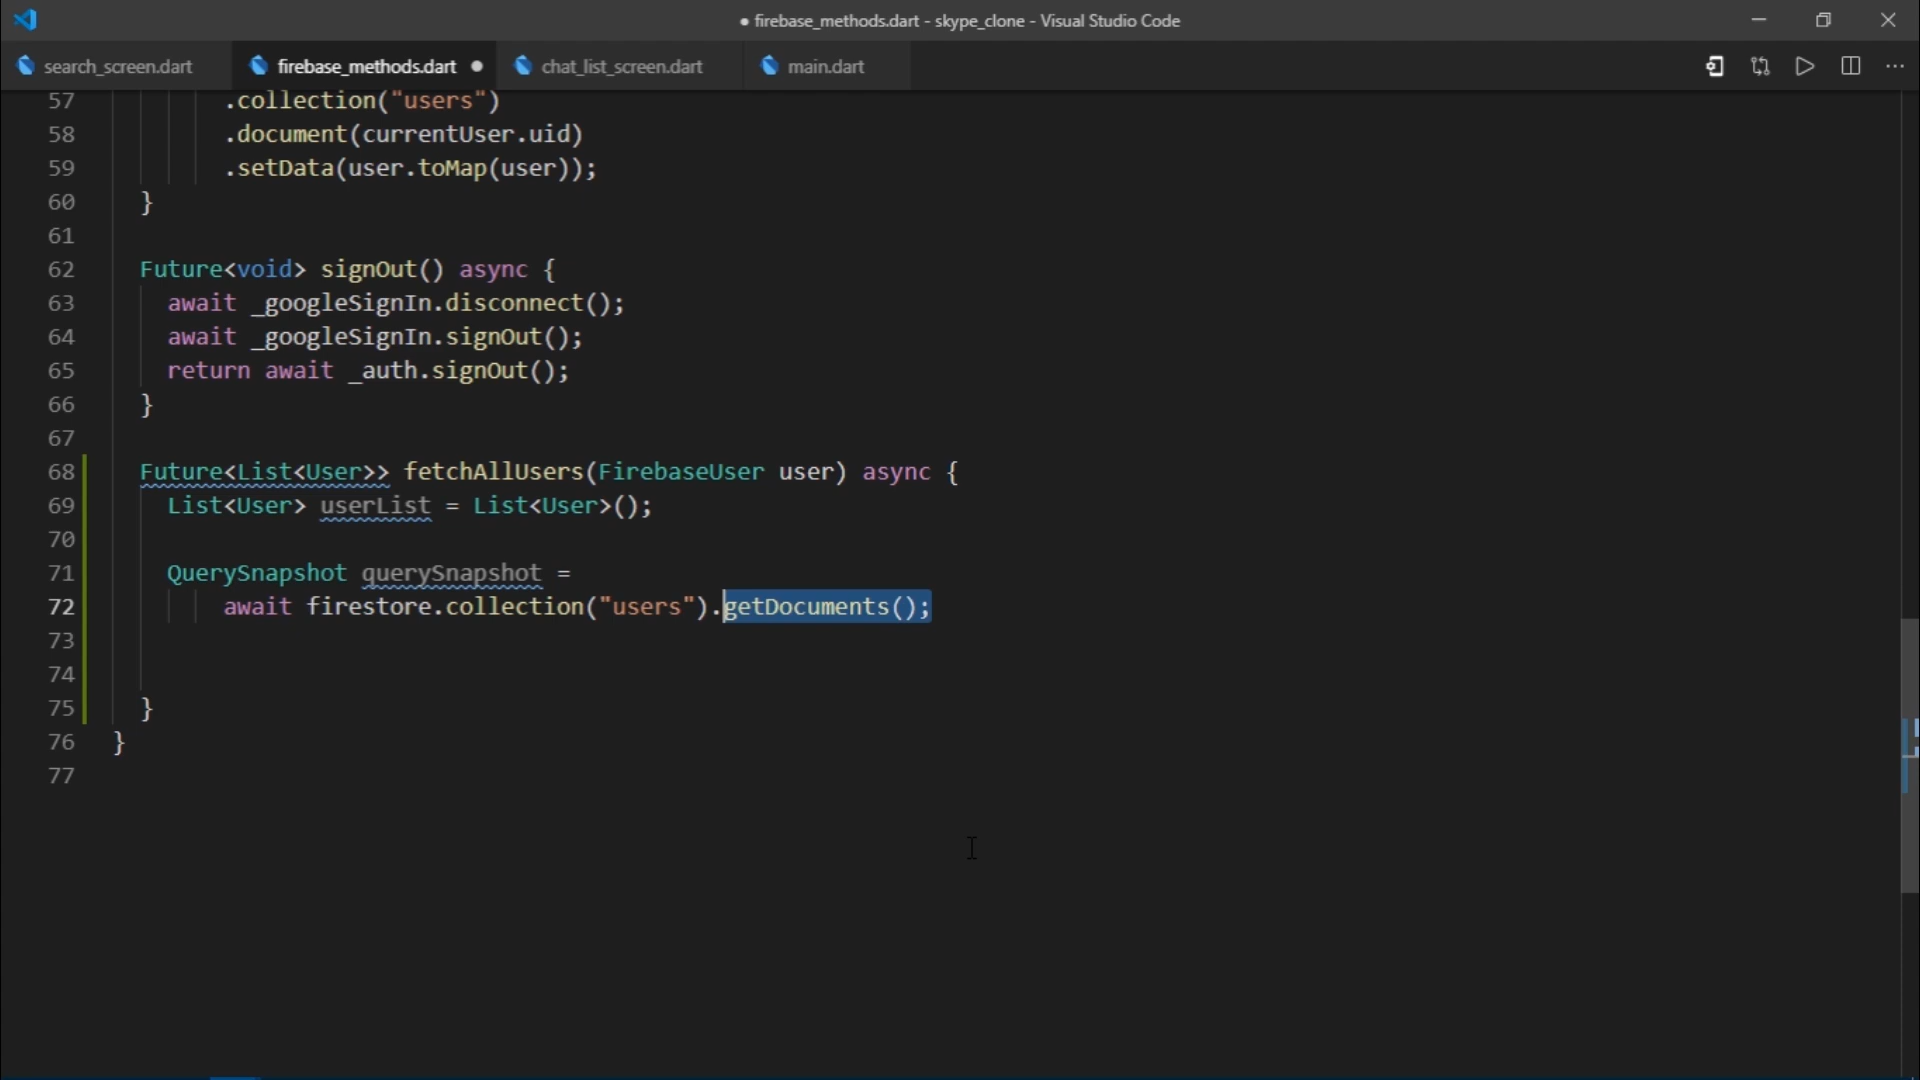 ● firebase_methods.dart - skype_clone - Visual Studio Code
search_screen.dart firebase_methods.dart ● chat_list_screen.dart main.dart
57 .collection("users")
58 .document(currentUser.uid)
59 .setData(user.toMap(user));
60 }
61
62 Future<void> signOut() async {
63 await _googleSignIn.disconnect();
64 await _googleSignIn.signOut();
65 return await _auth.signOut();
66 }
67
68 Future<List<User>> fetchAllUsers(FirebaseUser user) async {
69 List<User> userList = List<User>();
70
71 QuerySnapshot querySnapshot =
72 await firestore.collection("users").getDocuments();
73
74
75 }
76 }
77